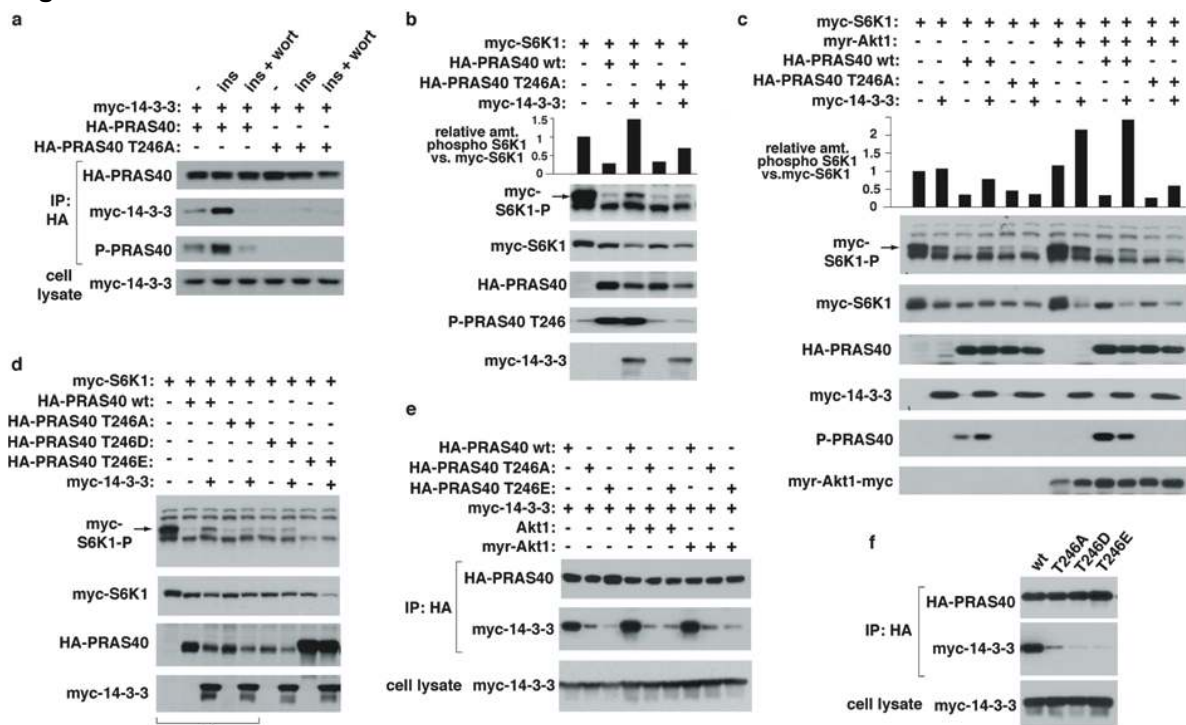 a
- ins ins + wort - ins ins + wort
myc-14-3-3: + + + + + +
HA-PRAS40: + + + - - -
HA-PRAS40 T246A: - - - + + +
HA-PRAS40
IP: HA
myc-14-3-3
P-PRAS40
cell lysate
myc-14-3-3
b
myc-S6K1: + + + + +
HA-PRAS40 wt: - + + - -
HA-PRAS40 T246A: - - - + +
myc-14-3-3: - - + - +
relative amt. phospho S6K1 vs. myc-S6K1
1.5
1
0.5
0
myc-S6K1-P
myc-S6K1
HA-PRAS40
P-PRAS40 T246
myc-14-3-3
c
myc-S6K1: + + + + + + + + + + + +
myr-Akt1: - - - - - - + + + + + +
HA-PRAS40 wt: - - + + - - - - + + - -
HA-PRAS40 T246A: - - - - + + - - - - + +
myc-14-3-3: - + - + - + - + - + - +
relative amt. phospho S6K1 vs.myc-S6K1
2
1.5
1
0.5
0
myc-S6K1-P
myc-S6K1
HA-PRAS40
myc-14-3-3
P-PRAS40
myr-Akt1-myc
d
myc-S6K1: + + + + + + + + +
HA-PRAS40 wt: - + + - - - - - -
HA-PRAS40 T246A: - - - + + - - - -
HA-PRAS40 T246D: - - - - - + + - -
HA-PRAS40 T246E: - - - - - - - + +
myc-14-3-3: - - + - + - + - +
myc-S6K1-P
myc-S6K1
HA-PRAS40
myc-14-3-3
e
HA-PRAS40 wt: + - - + - - + - -
HA-PRAS40 T246A: - + - - + - - + -
HA-PRAS40 T246E: - - + - - + - - +
myc-14-3-3: + + + + + + + + +
Akt1: - - - + + + - - -
myr-Akt1: - - - - - - + + +
HA-PRAS40
IP: HA
myc-14-3-3
cell lysate myc-14-3-3
f
wt T246A T246D T246E
HA-PRAS40
IP: HA
myc-14-3-3
cell lysate myc-14-3-3